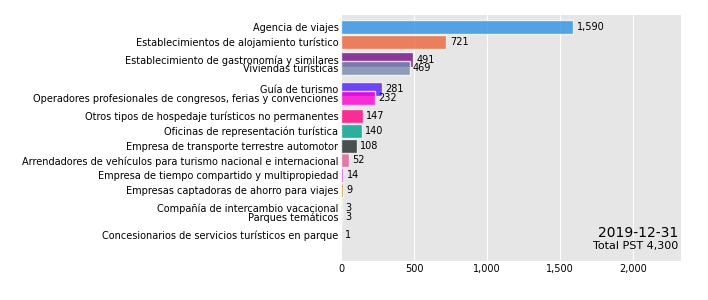 Agencia de viajes 1,590
Establecimientos de alojamiento turístico 721
Establecimiento de gastronomía y similares 491
Viviendas turísticas 469
Guía de turismo 281
Operadores profesionales de congresos, ferias y convenciones 232
Otros tipos de hospedaje turísticos no permanentes 147
Oficinas de representación turística 140
Empresa de transporte terrestre automotor 108
Arrendadores de vehículos para turismo nacional e internacional 52
Empresa de tiempo compartido y multipropiedad 14
Empresas captadoras de ahorro para viajes 9
Compañía de intercambio vacacional 3
Parques temáticos 3
Concesionarios de servicios turísticos en parque 1
2019-12-31
Total PST 4,300
0 500 1,000 1,500 2,000